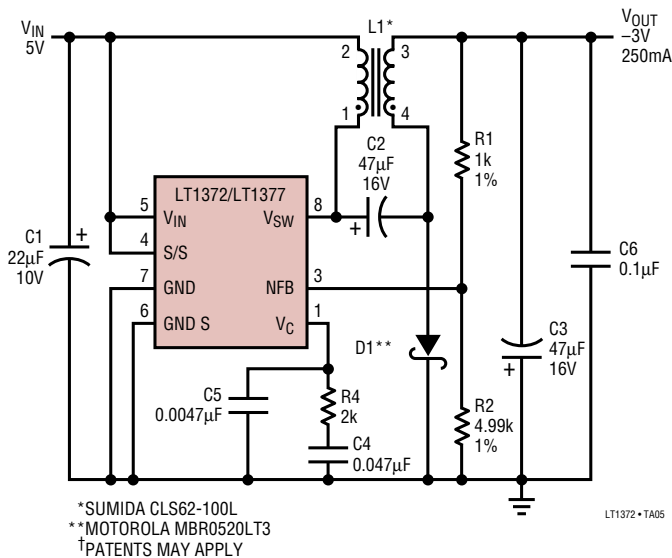 VIN
5V
L1*
2
3
1
4
VOUT
–3V
250mA
C2
47µF
16V
R1
1k
1%
LT1372/LT1377
5
VIN
VSW
8
4
S/S
C1
+
22µF
10V
+
7
GND
NFB
3
6
GND S
VC
1
C6
0.1µF
D1**
C3
47µF
16V
+
C5
0.0047µF
R4
2k
R2
4.99k
1%
C4
0.047µF
*SUMIDA CLS62-100L
**MOTOROLA MBR0520LT3
†PATENTS MAY APPLY
LT1372 • TA05